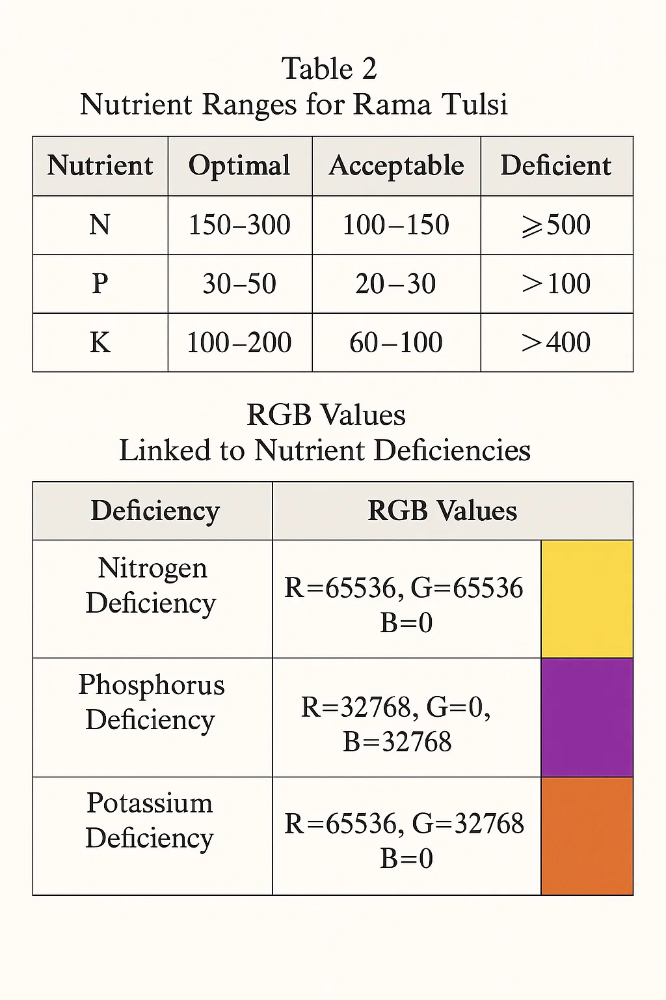 Table 2
Nutrient Ranges for Rama Tulsi
Nutrient Optimal Acceptable Deficient
N 150–300 100–150 ⩾500
P 30–50 20–30 >100
K 100–200 60–100 >400
RGB Values
Linked to Nutrient Deficiencies
Deficiency RGB Values
Nitrogen
Deficiency
R=65536, G=65536
B=0
Phosphorus
Deficiency
R=32768, G=0,
B=32768
Potassium
Deficiency
R=65536, G=32768
B=0